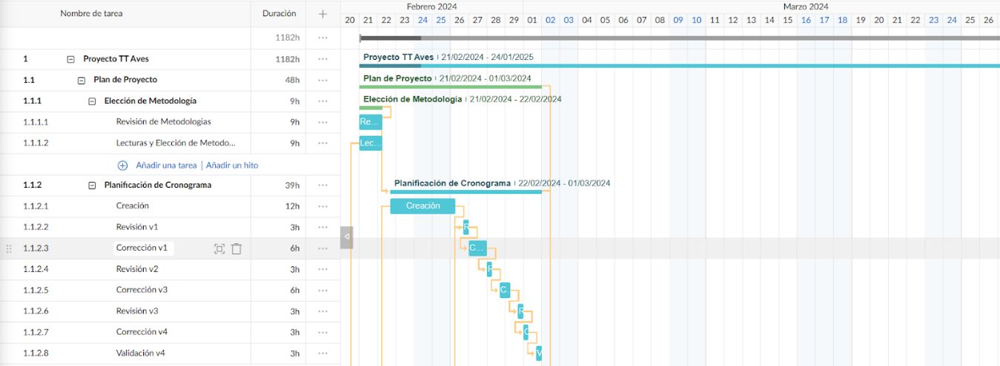 Nombre de tarea Duración Febrero 2024 Marzo 2024
20 21 22 23 24 25 26 27 28 29 01 02 03 04 05 06 07 08 09 10 11 12 13 14 15 16 17 18 19 20 21 22 23 24 25 26
1182h
1 Proyecto TT Aves 1182h Proyecto TT Aves 21/02/2024 - 24/01/2025
1.1 Plan de Proyecto 48h Plan de Proyecto 21/02/2024 - 01/03/2024
1.1.1 Elección de Metodología 9h Elección de Metodología 21/02/2024 - 22/02/2024
1.1.1.1 Revisión de Metodologias 9h Re...
1.1.1.2 Lecturas y Elección de Metodo... 9h Lec...
Añadir una tarea | Añadir un hito
1.1.2 Planificación de Cronograma 39h Planificación de Cronograma 22/02/2024 - 01/03/2024
1.1.2.1 Creación 12h Creación
1.1.2.2 Revisión v1 3h
1.1.2.3 Corrección v1 6h C...
1.1.2.4 Revisión v2 3h
1.1.2.5 Corrección v3 6h C.
1.1.2.6 Revisión v3 3h
1.1.2.7 Corrección v4 3h
1.1.2.8 Validación v4 3h V